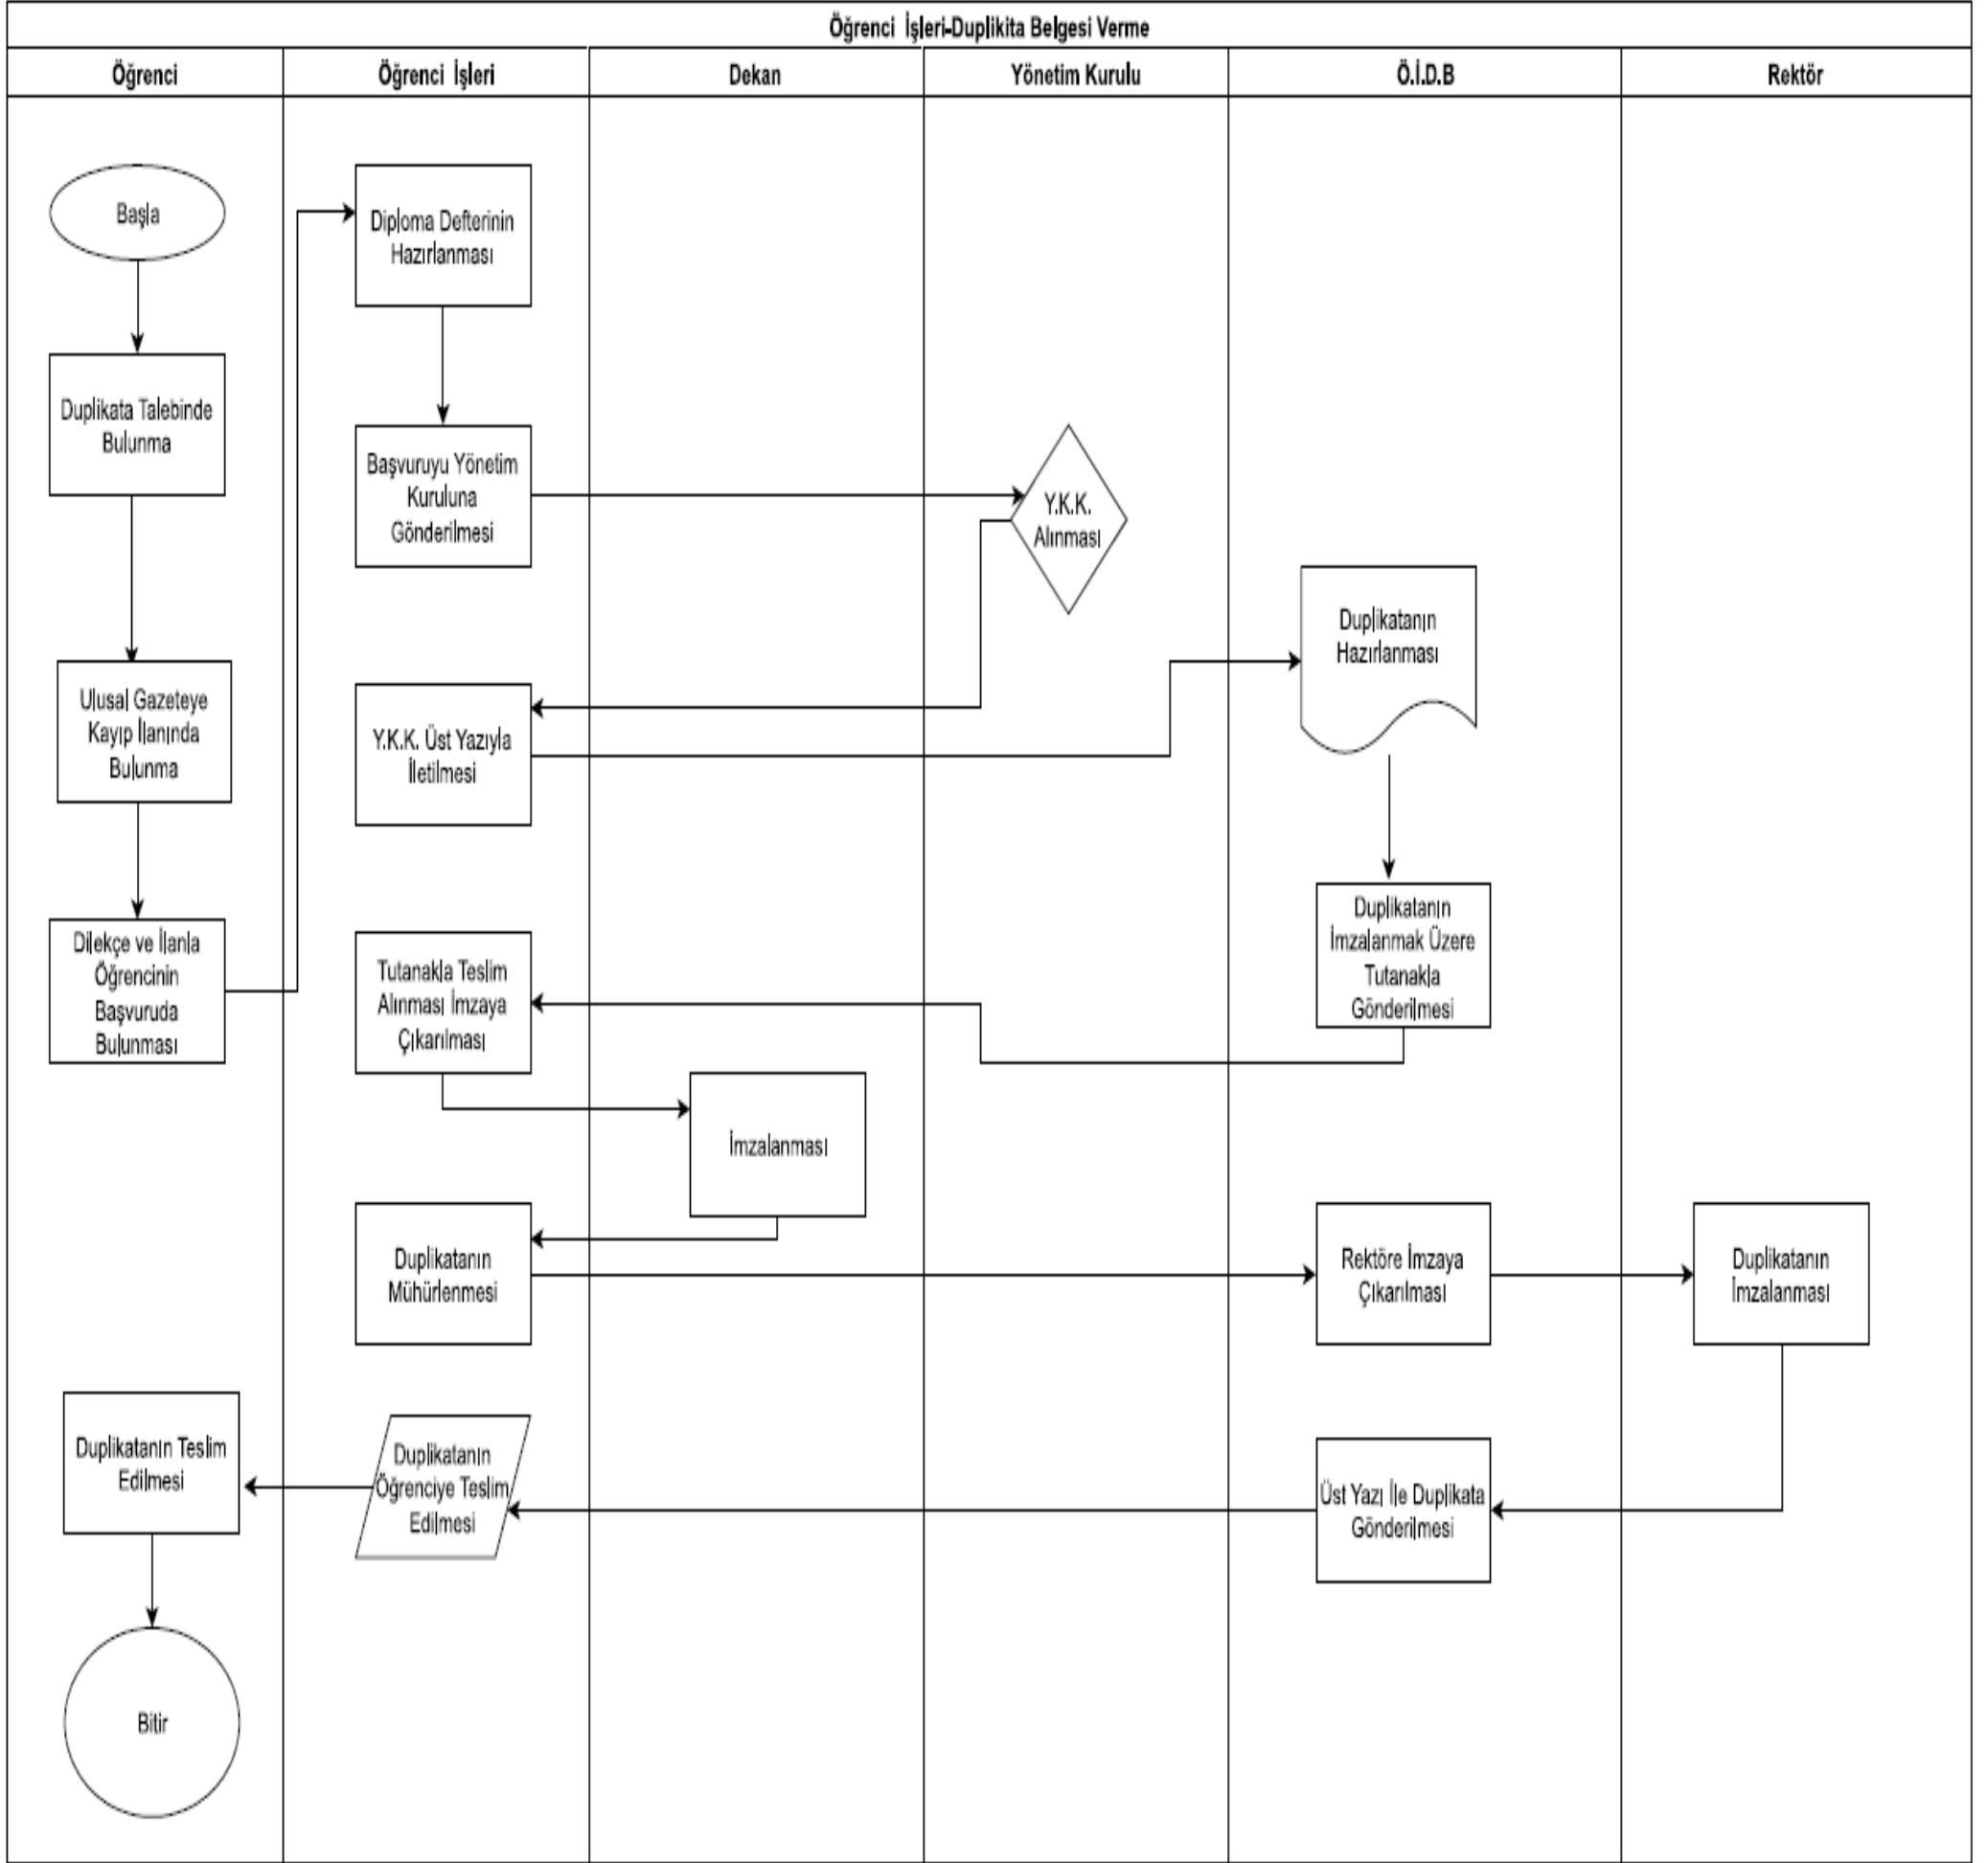 Öğrenci İşleri-Duplikita Belgesi Verme
Öğrenci
Öğrenci İşleri
Dekan
Yönetim Kurulu
Ö.İ.D.B
Rektör
Başla
Duplikata Talebinde
Bulunma
Ulusal Gazeteye
Kayıp İlanında
Bulunma
Dilekçe ve İlanla
Öğrencinin
Başvuruda
Bulunması
Diploma Defterinin
Hazırlanması
Başvuruyu Yönetim
Kuruluna
Gönderilmesi
Y.K.K.
Alınması
Y.K.K. Üst Yazıyla
İletilmesi
Duplikatanın
Hazırlanması
Duplikatanın
İmzalanmak Üzere
Tutanakla
Gönderilmesi
Tutanakla Teslim
Alınması İmzaya
Çıkarılması
İmzalanması
Duplikatanın
Mühürlenmesi
Rektöre İmzaya
Çıkarılması
Duplikatanın
İmzalanması
Üst Yazı İle Duplikata
Gönderilmesi
Duplikatanın
Öğrenciye Teslim
Edilmesi
Duplikatanın Teslim
Edilmesi
Bitir